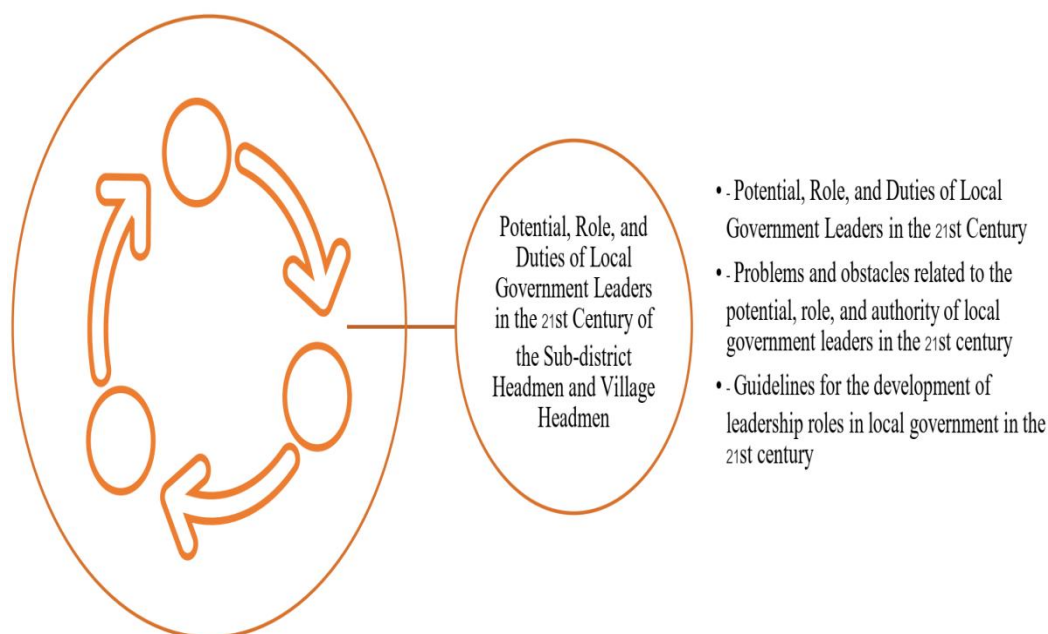 Potential, Role, and
Duties of Local
Government Leaders
in the 21st Century of
the Sub-district
Headmen and Village
Headmen
• - Potential, Role, and Duties of Local
Government Leaders in the 21st Century
• - Problems and obstacles related to the
potential, role, and authority of local
government leaders in the 21st century
• - Guidelines for the development of
leadership roles in local government in the
21st century